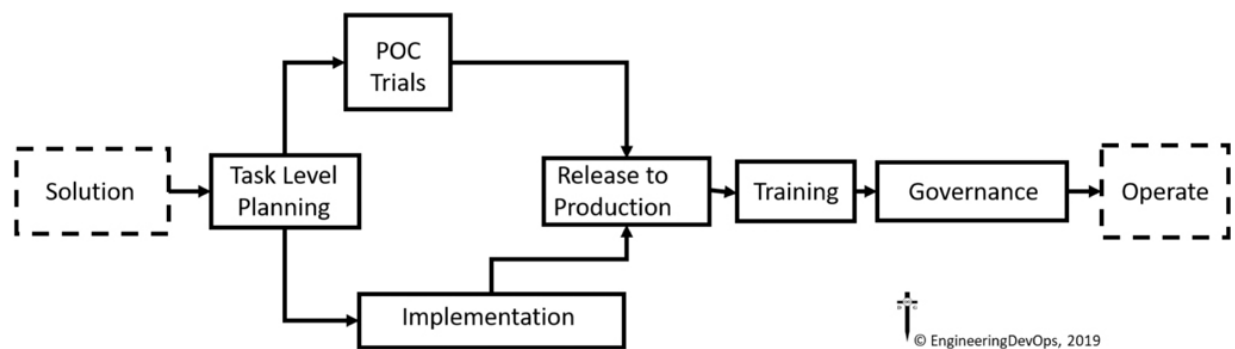 POC
Trials
Solution
Task Level
Planning
Release to
Production
Training
Governance
Operate
Implementation
© EngineeringDevOps, 2019